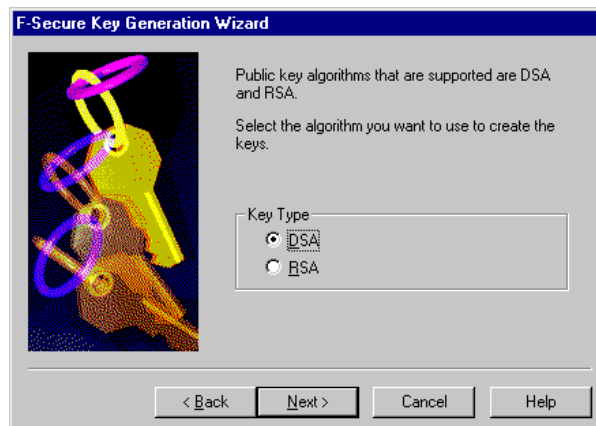 F-Secure Key Generation Wizard
Public key algorithms that are supported are DSA
and RSA.
Select the algorithm you want to use to create the
keys.
Key Type
DSA
RSA
< Back Next > Cancel Help